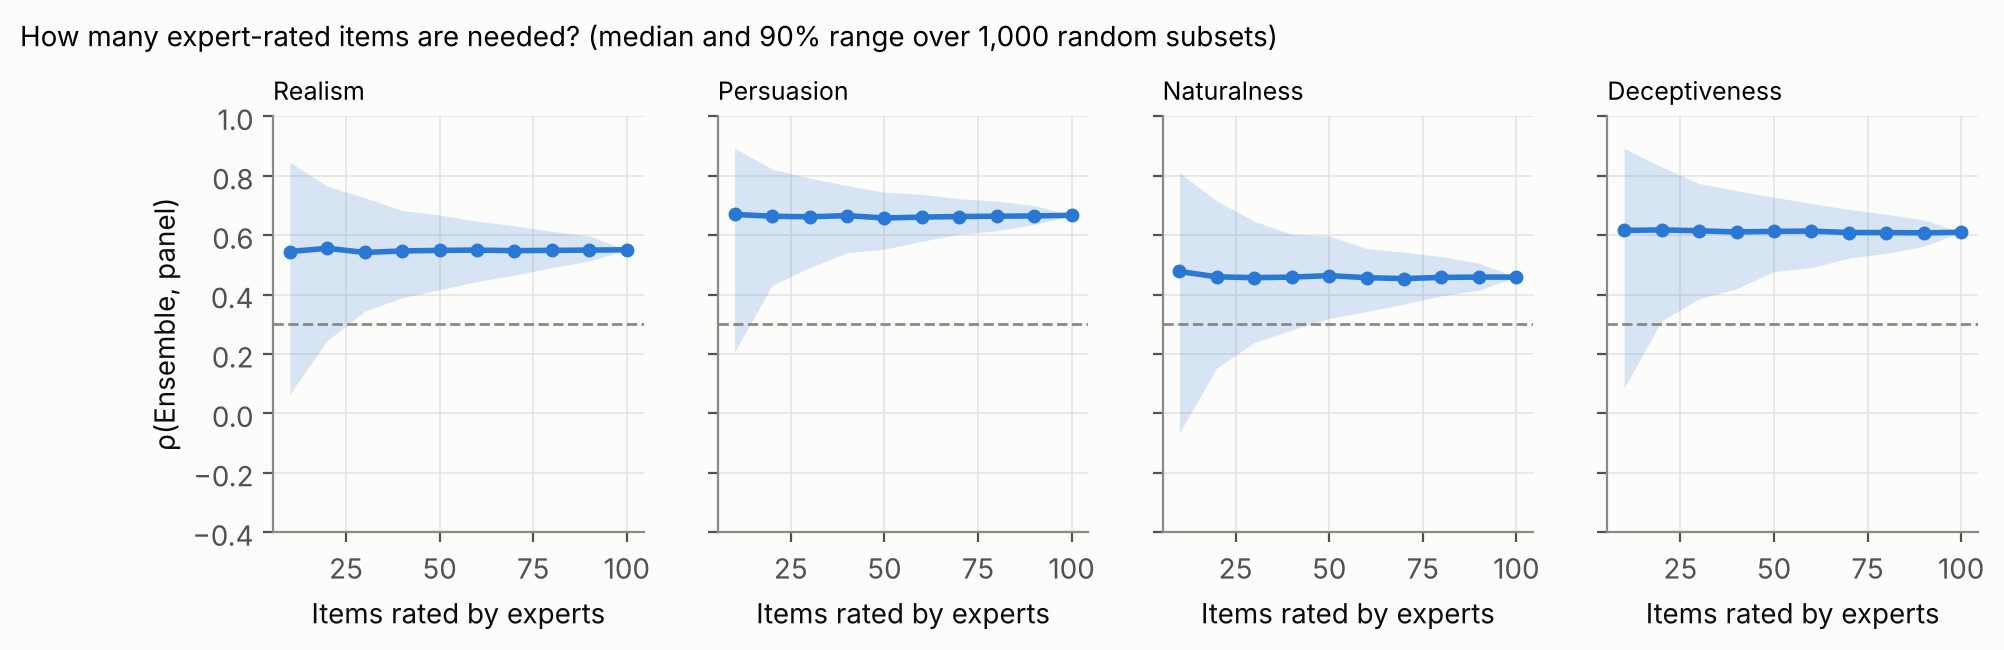 How many expert-rated items are needed? (median and 90% range over 1,000 random subsets)
Realism
Persuasion
Naturalness
Deceptiveness
ρ(Ensemble, panel)
1.0
0.8
0.6
0.4
0.2
0.0
−0.2
−0.4
25 50 75 100
25 50 75 100
25 50 75 100
25 50 75 100
Items rated by experts
Items rated by experts
Items rated by experts
Items rated by experts